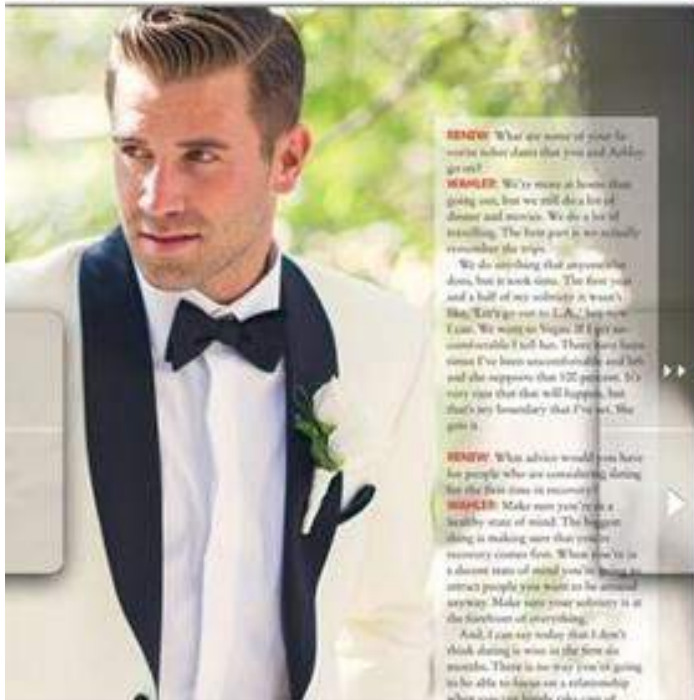 RENEW: What are some of your fa-
vorite sober dates that you and Ashley
go on?
WAHLER: We're more at home than
going out, but we still do a lot of
dinner and movies. We do a lot of
travelling. The best part is we actually
remember the trips.
We do anything that anyone else
does, but it took time. The first year
and a half of my sobriety it wasn't
like, 'Let's go out to L.A.,' but now
I can. We went to Vegas. If I get un-
comfortable I tell her. There have been
times I've been uncomfortable and left
and she supports that 100 percent. It's
very rare that that will happen, but
that's my boundary that I've set. She
gets it.
RENEW: What advice would you have
for people who are considering dating
for the first time in recovery?
WAHLER: Make sure you're in a
healthy state of mind. The biggest
thing is making sure that you're
recovery comes first. When you're in
a decent state of mind you're going to
attract people you want to be around
anyway. Make sure your sobriety is at
the forefront of everything.
And, I can say today that I don't
think dating is wise in the first six
months. There is no way you're going
to be able to focus on a relationship
when you can barely